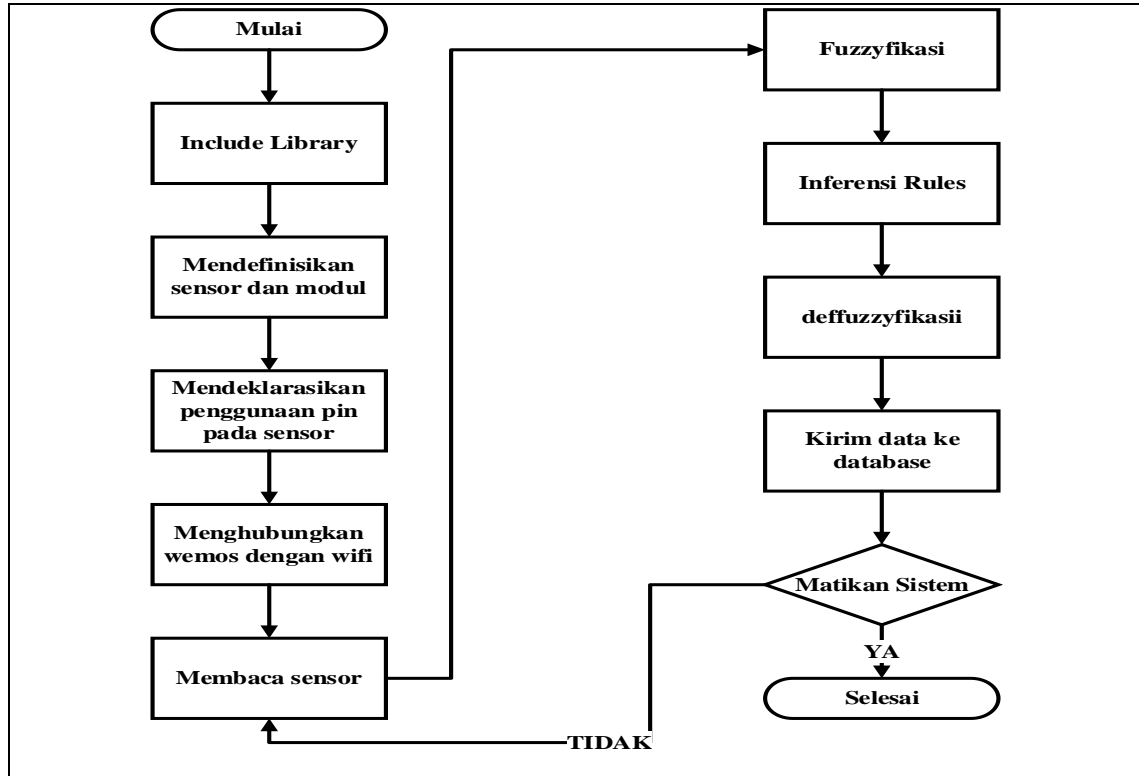 Mulai
Include Library
Mendefinisikan
sensor dan modul
Mendeklarasikan
penggunaan pin
pada sensor
Menghubungkan
wemos dengan wifi
Membaca sensor
Fuzzyfikasi
Inferensi Rules
deffuzzyfikasii
Kirim data ke
database
Matikan Sistem
YA
Selesai
TIDAK